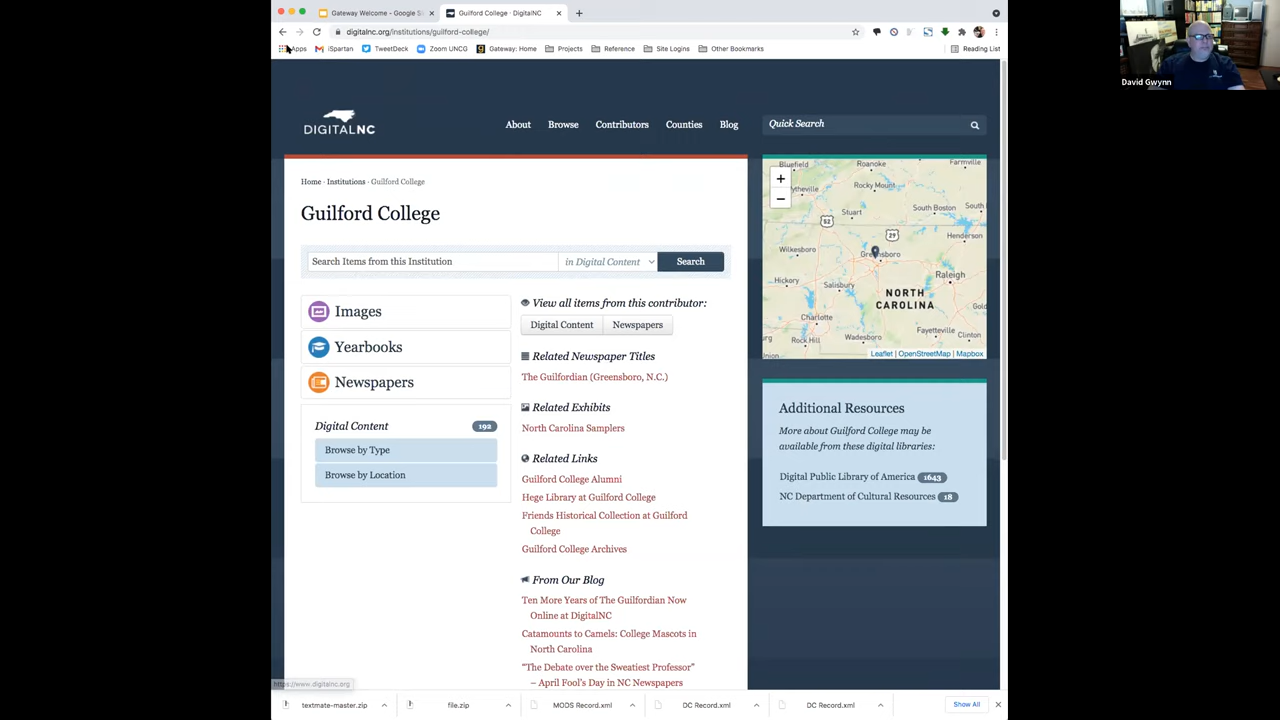 Gateway Welcome - Google S
Guilford College · DigitalNC
digitalnc.org/institutions/guilford-college/
Apps iSpartan TweetDeck Zoom UNCG Gateway: Home Projects Reference Site Logins Other Bookmarks Reading List
David Gwynn
DIGITALNC
About Browse Contributors Counties Blog
Quick Search
Home · Institutions · Guilford College
Guilford College
Search Items from this Institution in Digital Content Search
Images
Yearbooks
Newspapers
Digital Content 192
Browse by Type
Browse by Location
View all items from this contributor:
Digital Content Newspapers
Related Newspaper Titles
The Guilfordian (Greensboro, N.C.)
Related Exhibits
North Carolina Samplers
Related Links
Guilford College Alumni
Hege Library at Guilford College
Friends Historical Collection at Guilford
College
Guilford College Archives
From Our Blog
Ten More Years of The Guilfordian Now
Online at DigitalNC
Catamounts to Camels: College Mascots in
North Carolina
"The Debate over the Sweatiest Professor"
– April Fool's Day in NC Newspapers
+
−
Bluefield Roanoke Farmville
Wytheville
Rocky Mount
Stuart
52
South Boston
South
29
Henderson
Wilkesboro
Greensboro
Raleigh
Hickory
Salisbury
NORTH
CAROLINA
Charlotte
Fayetteville
Rock Hill
Wadesboro
Leaflet | OpenStreetMap | Mapbox
Additional Resources
More about Guilford College may be
available from these digital libraries:
Digital Public Library of America 1643
NC Department of Cultural Resources 18
https://www.digitalnc.org
textmate-master.zip file.zip MODS Record.xml DC Record.xml DC Record.xml Show All